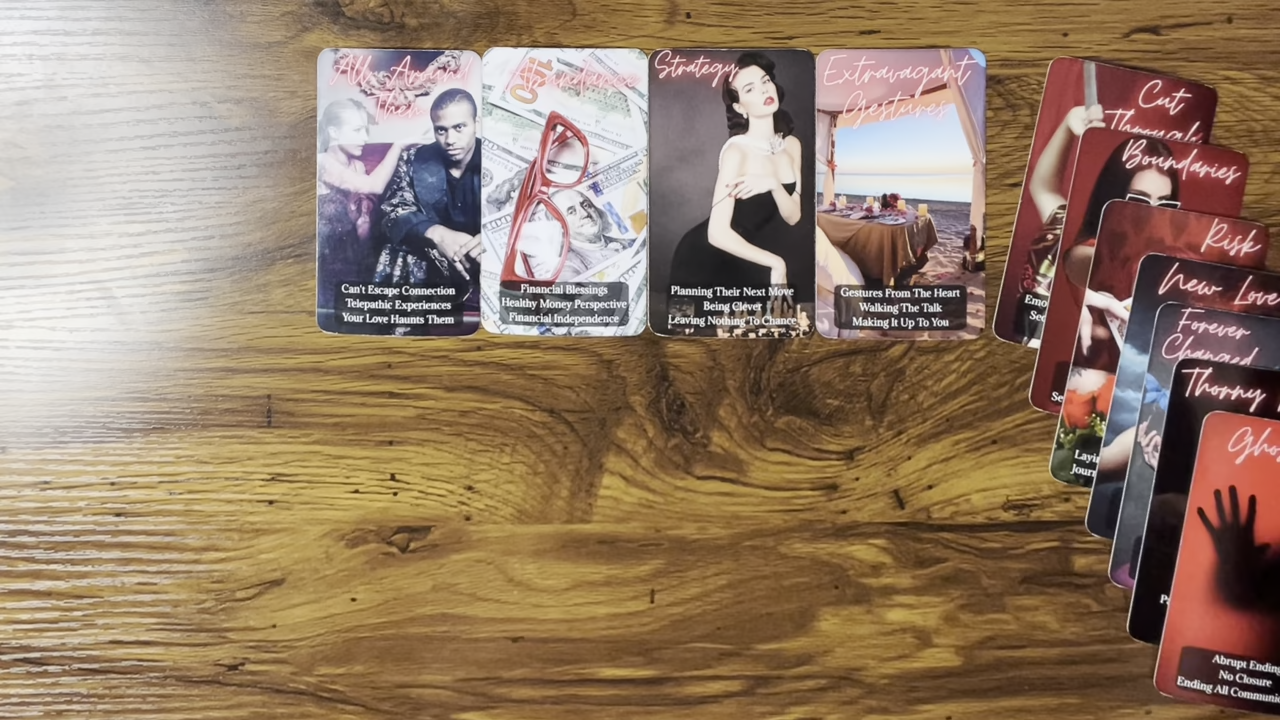 All Around
Them
Can't Escape Connection
Telepathic Experiences
Your Love Haunts Them
Abundance
100
Financial Blessings
Healthy Money Perspective
Financial Independence
Strategy
Planning Their Next Move
Being Clever
Leaving Nothing To Chance
Extravagant
Gestures
Gestures From The Heart
Walking The Talk
Making It Up To You
Cut
Through
Boundaries
Risk
New Love
Forever
Changed
Thorny
Abrupt
No Closure
Ending All